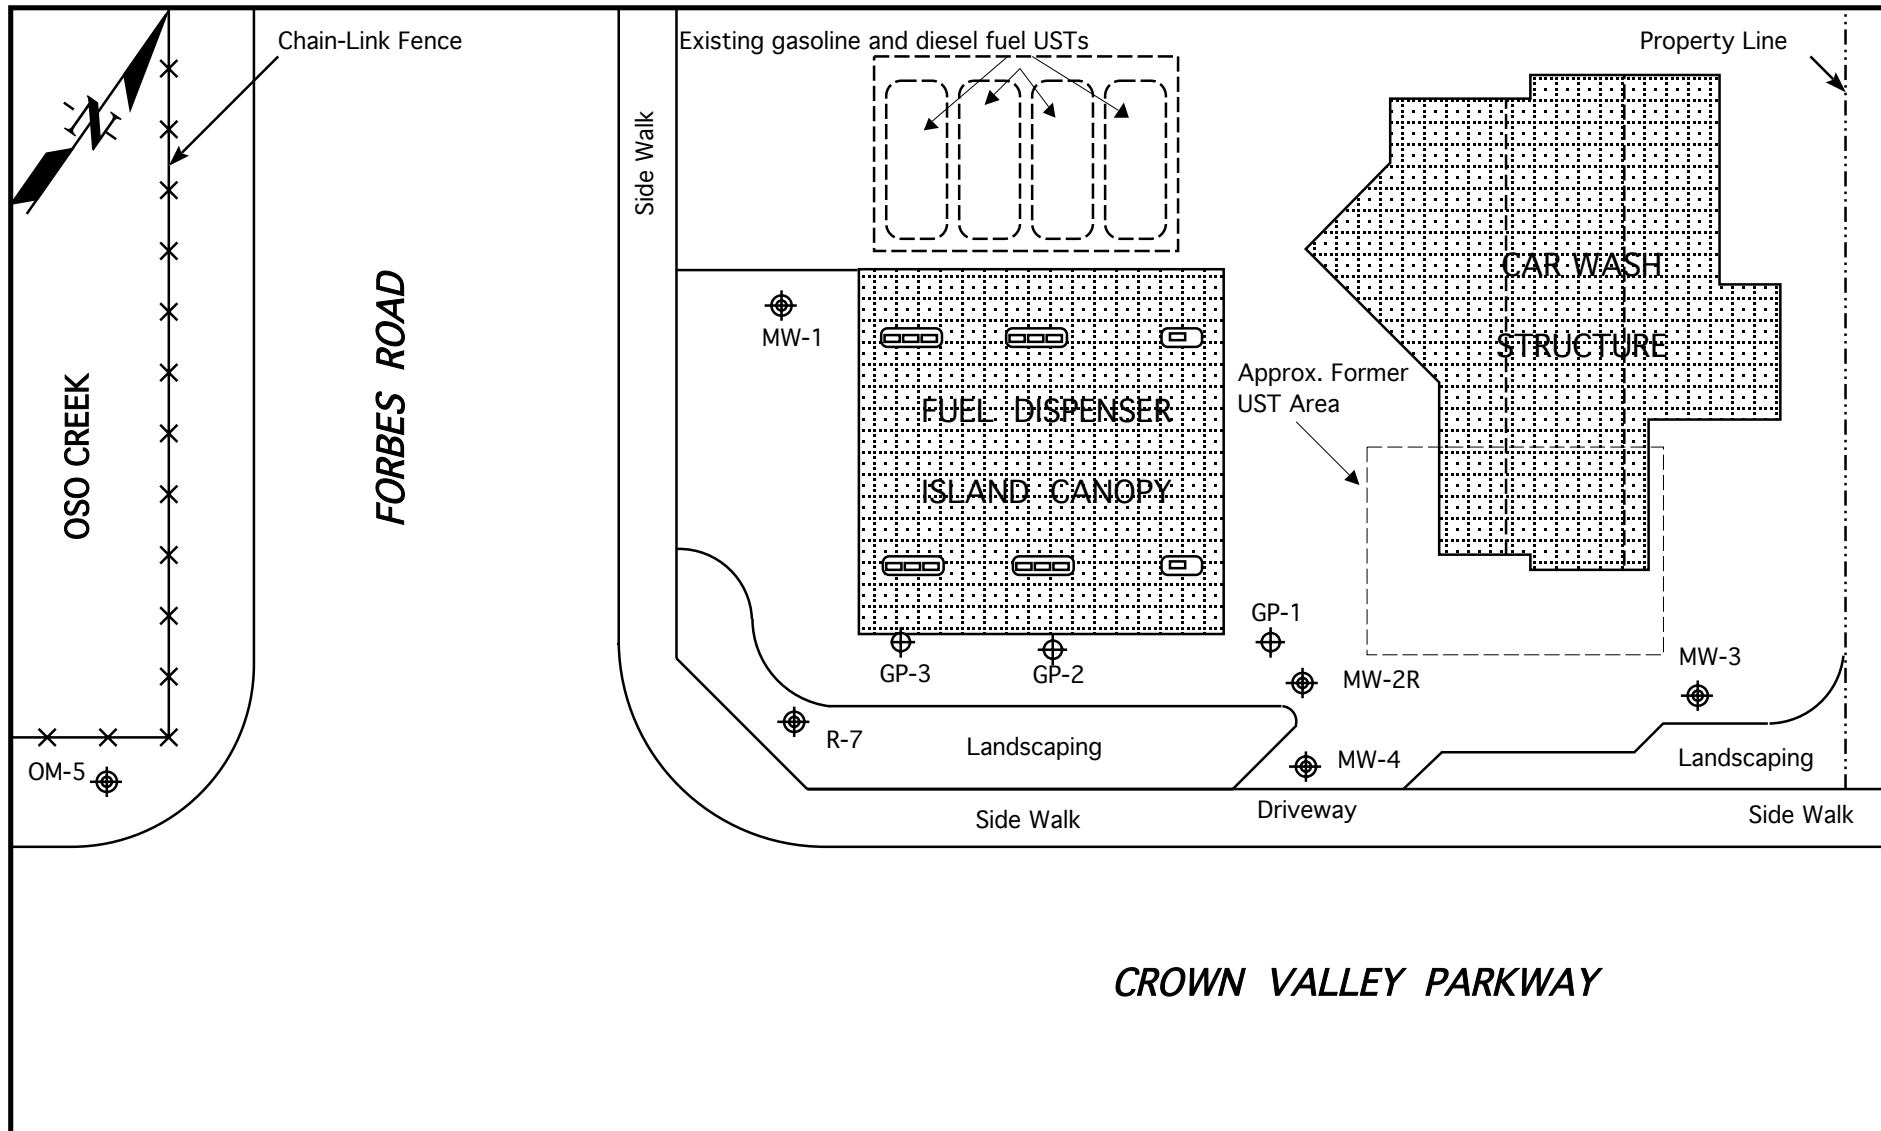 Chain-Link Fence
Existing gasoline and diesel fuel USTs
Property Line
N
Side Walk
CAR WASH
STRUCTURE
MW-1
OSO CREEK
FORBES ROAD
Approx. Former
UST Area
FUEL DISPENSER
ISLAND CANOPY
GP-1
GP-3
GP-2
MW-2R
MW-3
R-7
Landscaping
MW-4
Landscaping
OM-5
Side Walk
Driveway
Side Walk
CROWN VALLEY PARKWAY